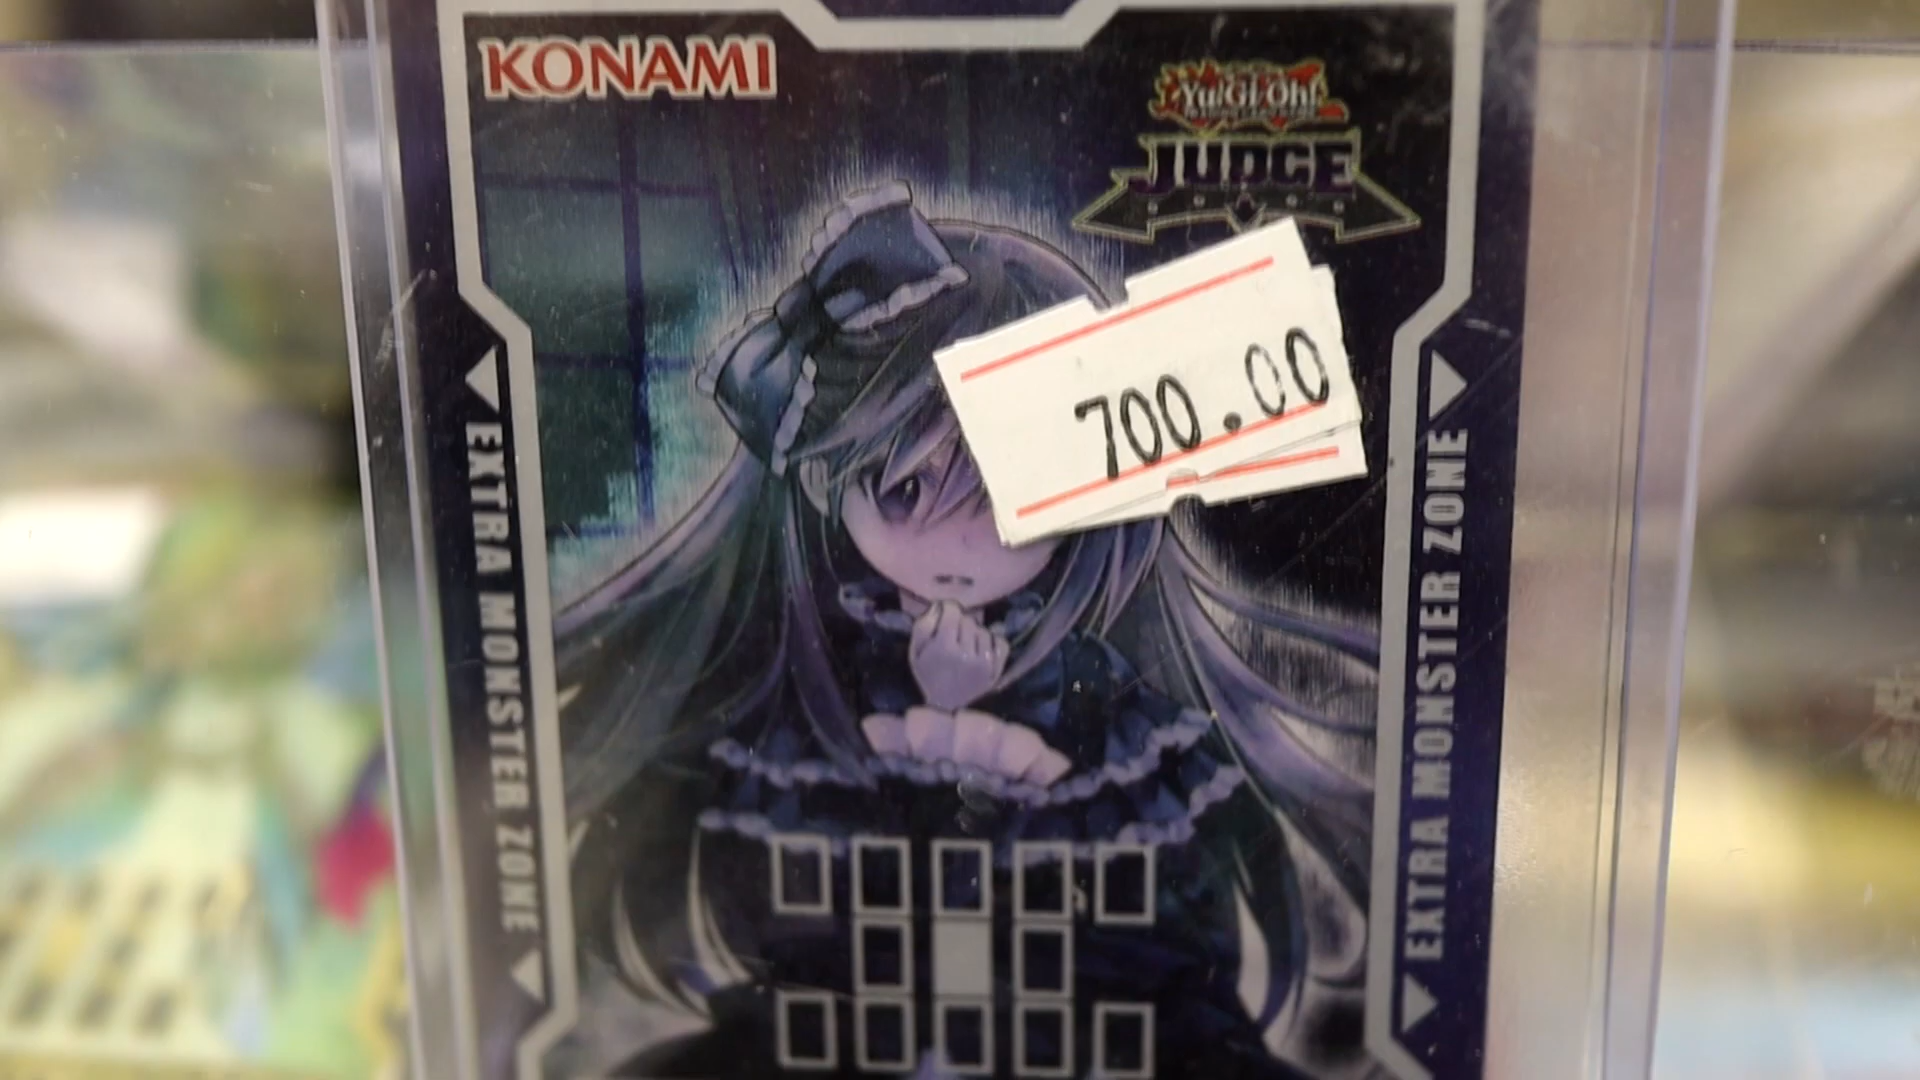 KONAMI
Yu-Gi-Oh!
JUDGE
700.00
EXTRA MONSTER ZONE
EXTRA MONSTER ZONE